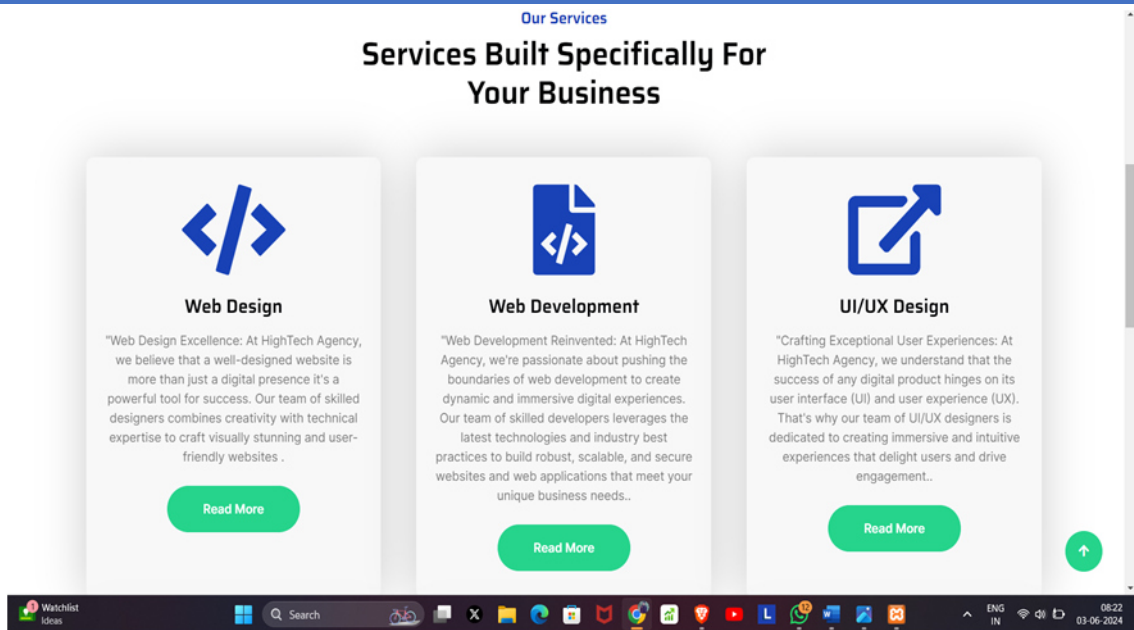 Our Services
Services Built Specifically For
Your Business
Web Design
"Web Design Excellence: At HighTech Agency,
we believe that a well-designed website is
more than just a digital presence it's a
powerful tool for success. Our team of skilled
designers combines creativity with technical
expertise to craft visually stunning and user-
friendly websites .
Read More
Web Development
"Web Development Reinvented: At HighTech
Agency, we're passionate about pushing the
boundaries of web development to create
dynamic and immersive digital experiences.
Our team of skilled developers leverages the
latest technologies and industry best
practices to build robust, scalable, and secure
websites and web applications that meet your
unique business needs..
Read More
UI/UX Design
"Crafting Exceptional User Experiences: At
HighTech Agency, we understand that the
success of any digital product hinges on its
user interface (UI) and user experience (UX).
That's why our team of UI/UX designers is
dedicated to creating immersive and intuitive
experiences that delight users and drive
engagement..
Read More
1
Watchlist
Ideas
Search
X
L
12
ENG
IN
08:22
03-06-2024